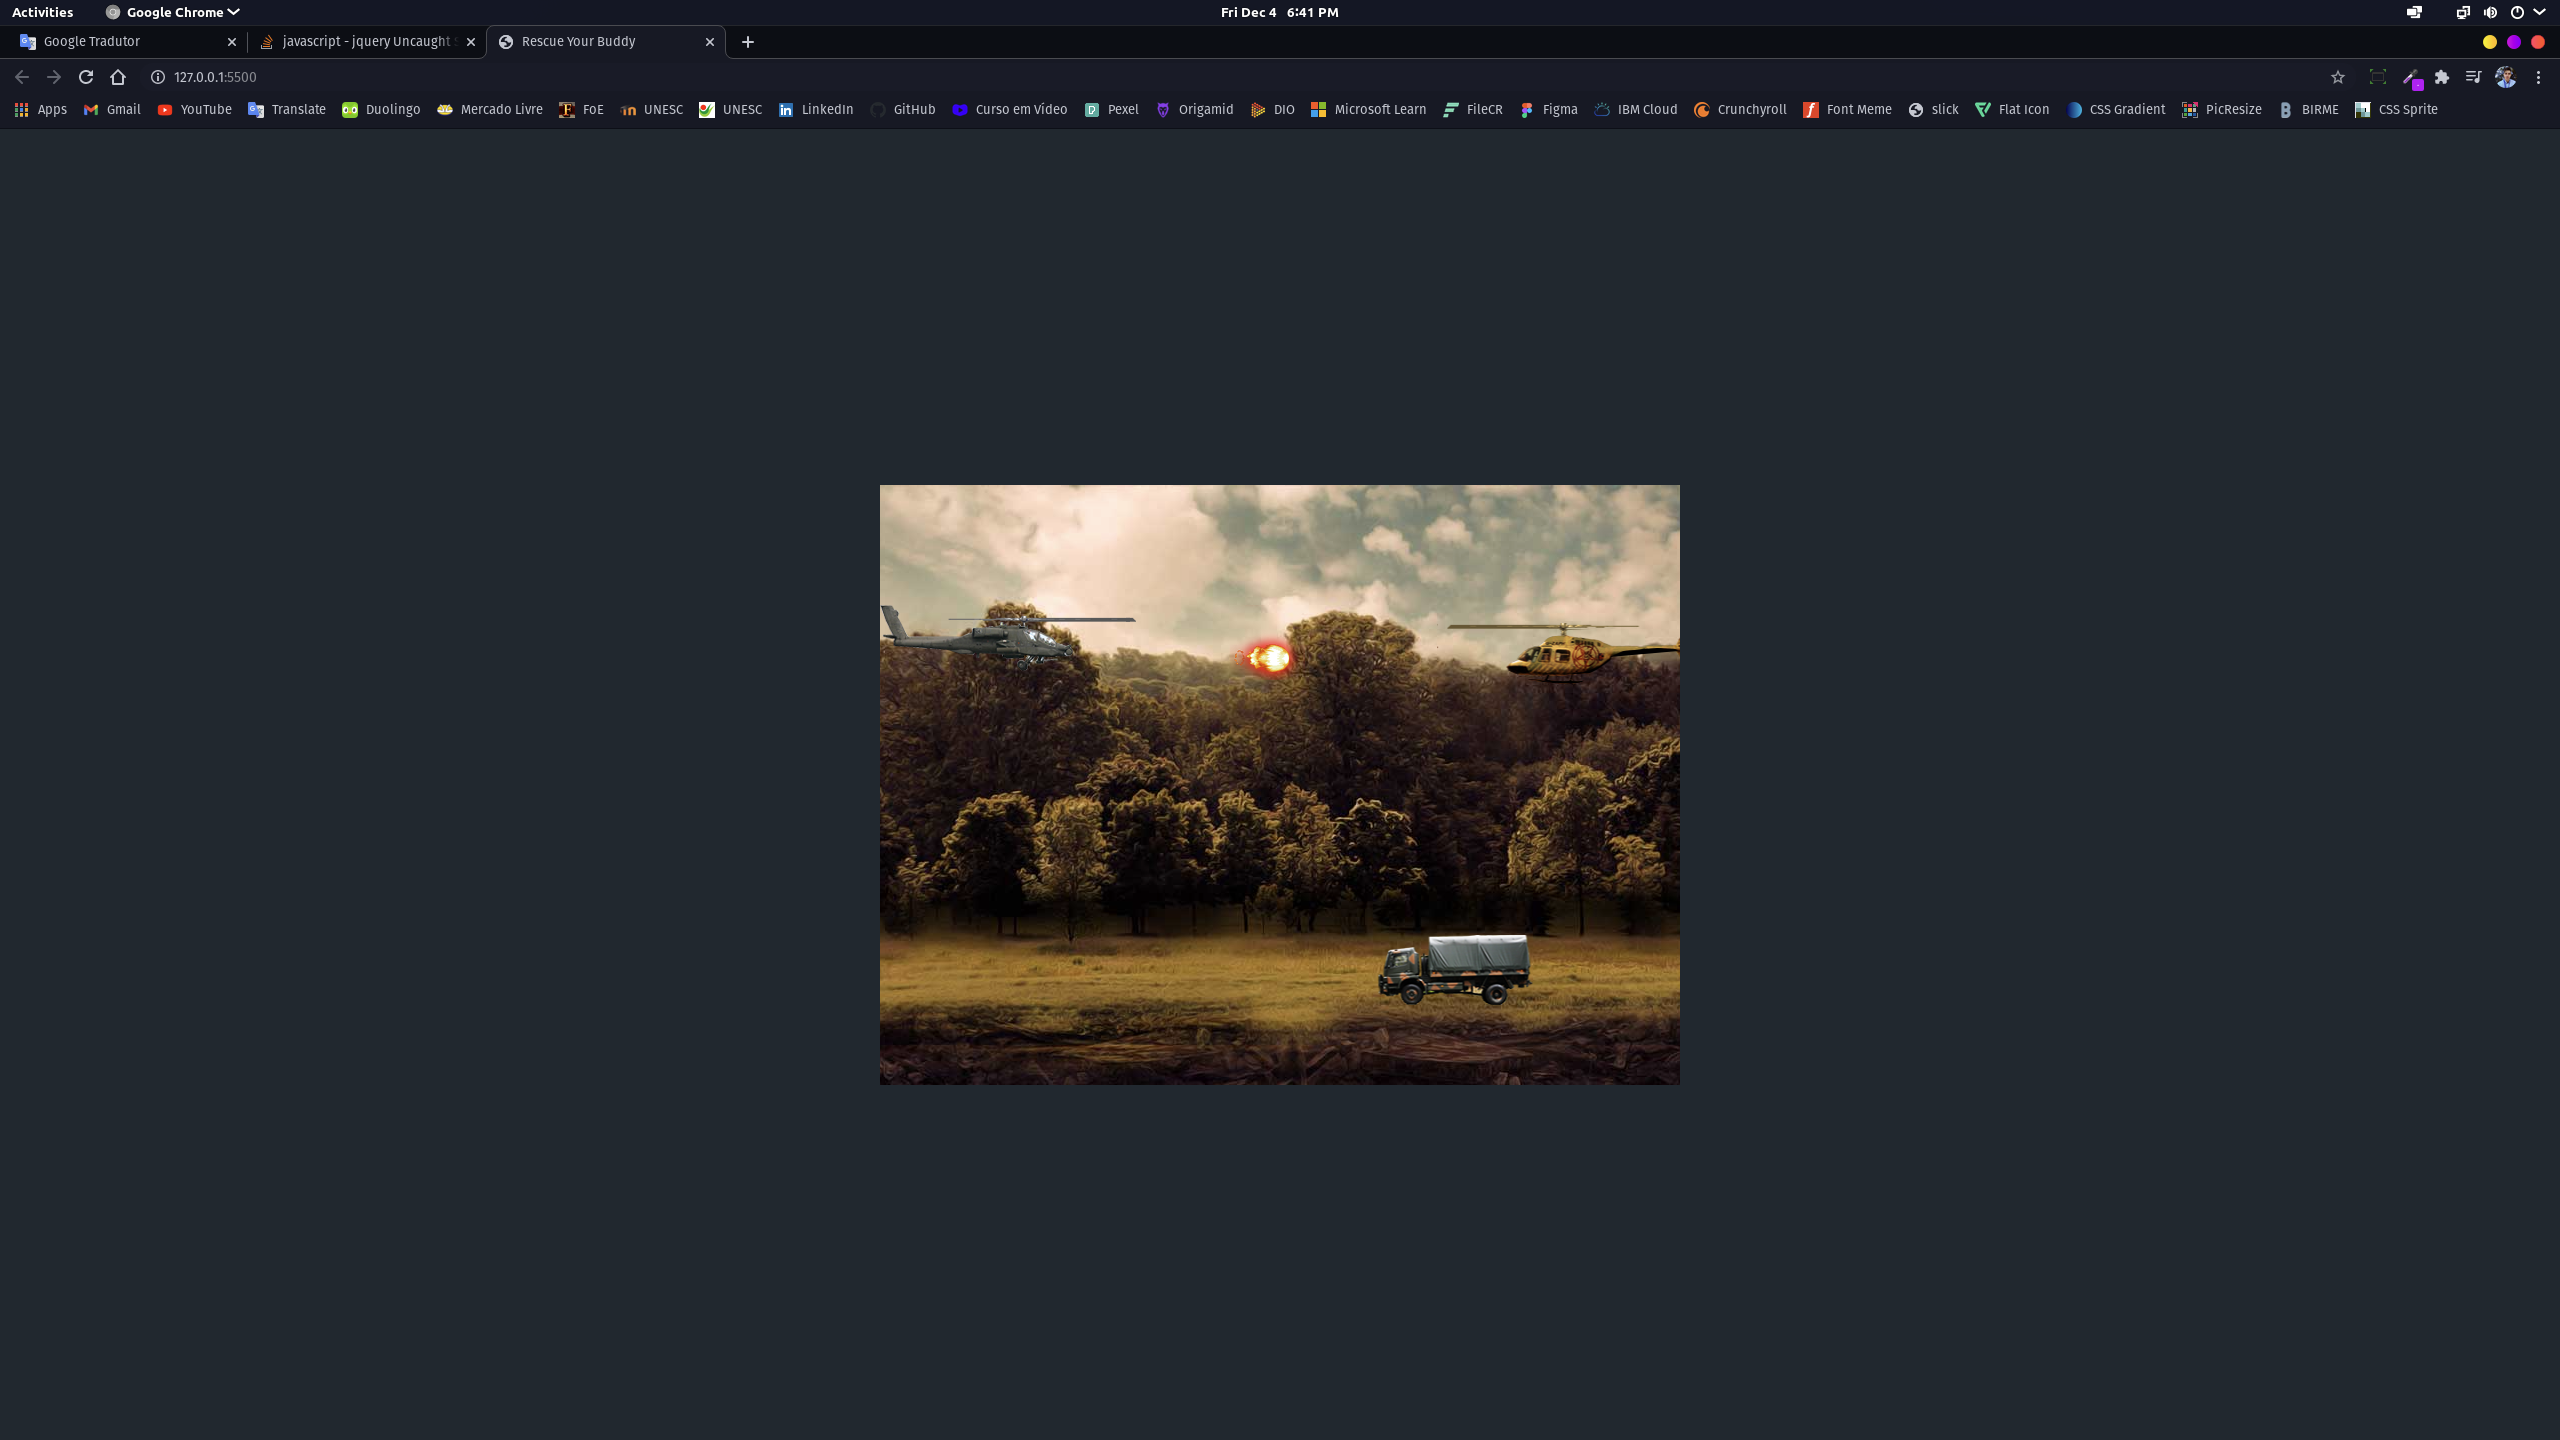 Activities Google Chrome Fri Dec 4 6:41 PM
Google Tradutor javascript - jquery Uncaught Rescue Your Buddy
127.0.0.1:5500
Apps Gmail YouTube Translate Duolingo Mercado Livre FoE UNESC UNESC LinkedIn GitHub Curso em Vídeo Pexel Origamid DIO Microsoft Learn FileCR Figma IBM Cloud Crunchyroll Font Meme slick Flat Icon CSS Gradient PicResize BIRME CSS Sprite